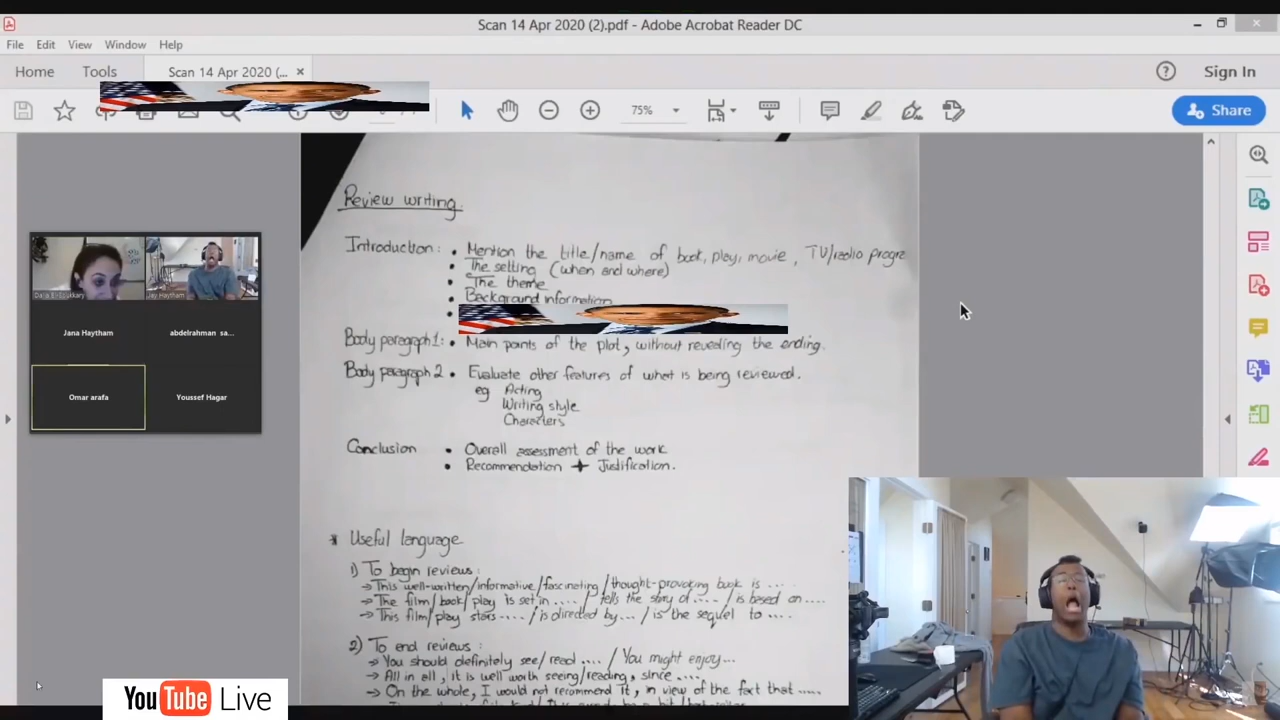 Scan 14 Apr 2020 (2).pdf - Adobe Acrobat Reader DC
File Edit View Window Help
Home Tools Scan 14 Apr 2020 (... × Sign In
75% Share
Review writing.
Introduction: • Mention the title/name of book, play, movie, TV/radio progra
• The setting (when and where)
• The theme
• Background information
Body paragraph 1: • Main points of the plot, without revealing the ending.
Body paragraph 2 • Evaluate other features of what is being reviewed.
eg Acting
Writing style
Characters
Conclusion • Overall assessment of the work
• Recommendation + Justification.
* Useful language
1) To begin reviews:
→ This well-written/informative/fascinating/thought-provoking book is ....
→ The film/book/play is set in ..... / tells the story of ..... / is based on ....
→ This film/play stars ..... / is directed by ... / is the sequel to ....
2) To end reviews:
→ You should definitely see/read .... / You might enjoy...
→ All in all, it is well worth seeing/reading, since ....
→ On the whole, I would not recommend it, in view of the fact that .....
Jay Haytham
Jana Haytham
abdelrahman sa...
Omar arafa
Youssef Hagar
YouTube Live